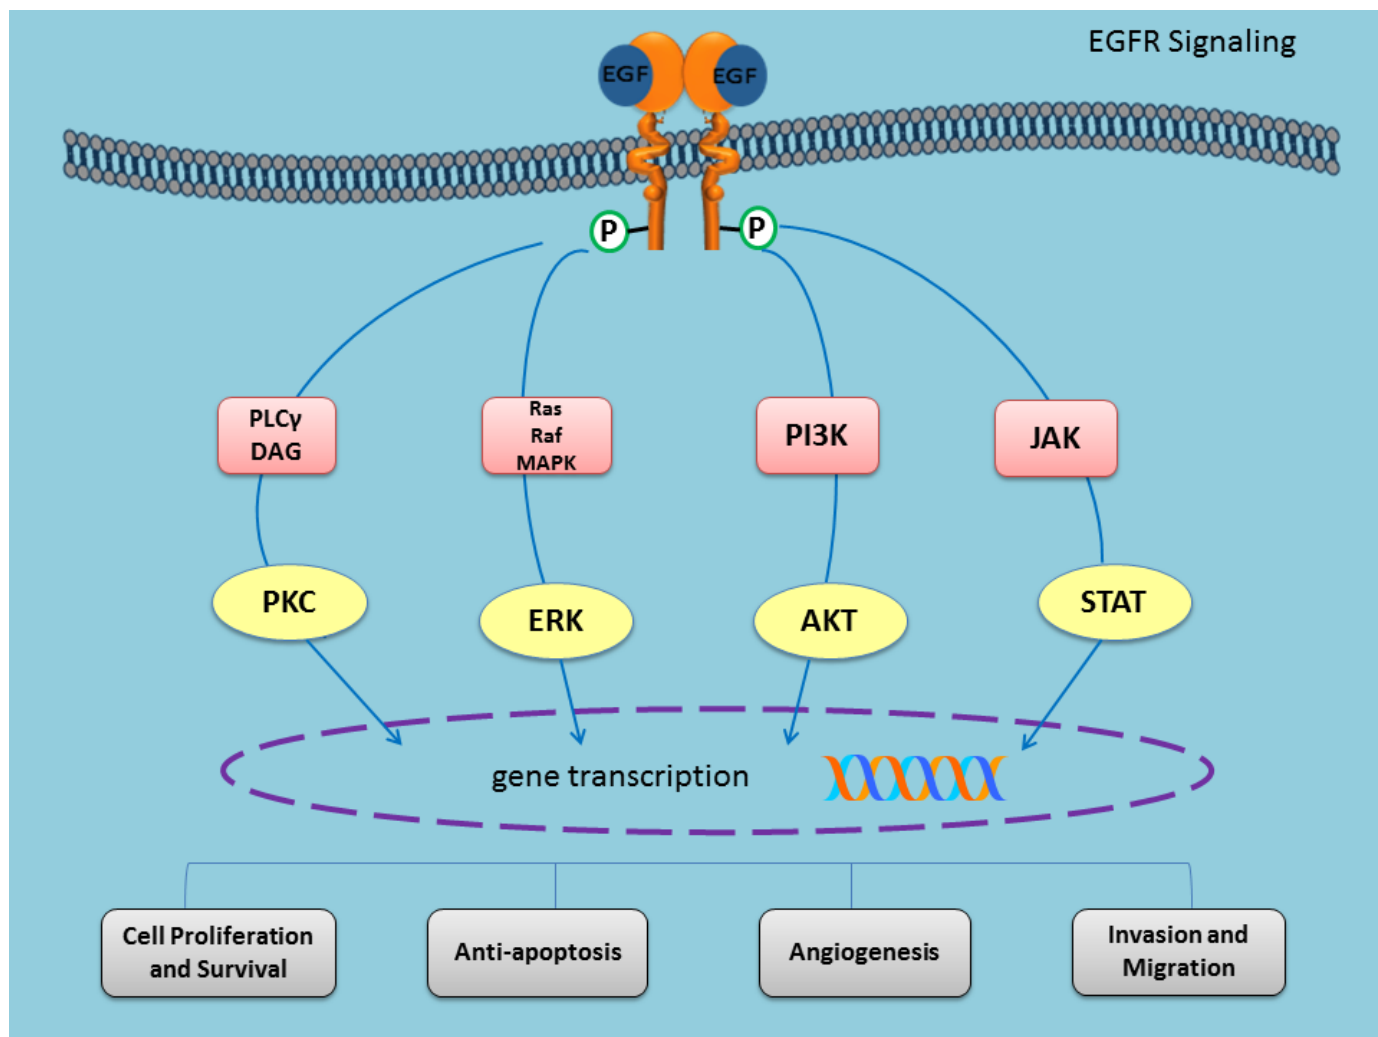 EGFR Signaling
EGF
EGF
P
P
PLCγ
DAG
Ras
Raf
MAPK
PI3K
JAK
PKC
ERK
AKT
STAT
gene transcription
Cell Proliferation
and Survival
Anti-apoptosis
Angiogenesis
Invasion and
Migration